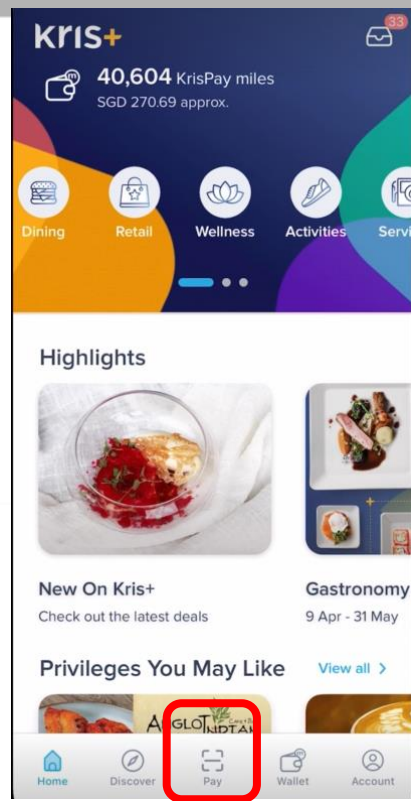 kris+
33
40,604 KrisPay miles
SGD 270.69 approx.
Dining Retail Wellness Activities Servi
Highlights
New On Kris+ Gastronomy
Check out the latest deals 9 Apr - 31 May
Privileges You May Like View all >
Home Discover Pay Wallet Account